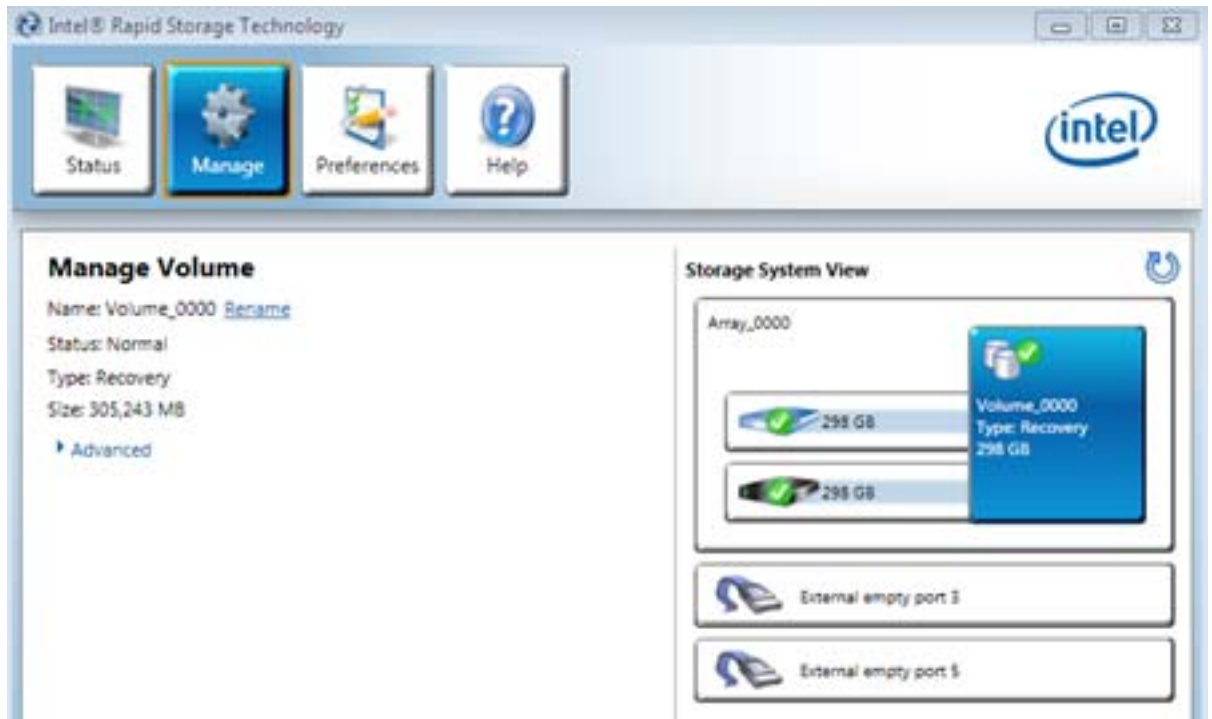 Intel® Rapid Storage Technology
Status
Manage
Preferences
Help
intel
Manage Volume
Name: Volume_0000 Rename
Status: Normal
Type: Recovery
Size: 305,243 MB
Advanced
Storage System View
Array_0000
298 GB
298 GB
Volume_0000
Type: Recovery
298 GB
External empty port 3
External empty port 5